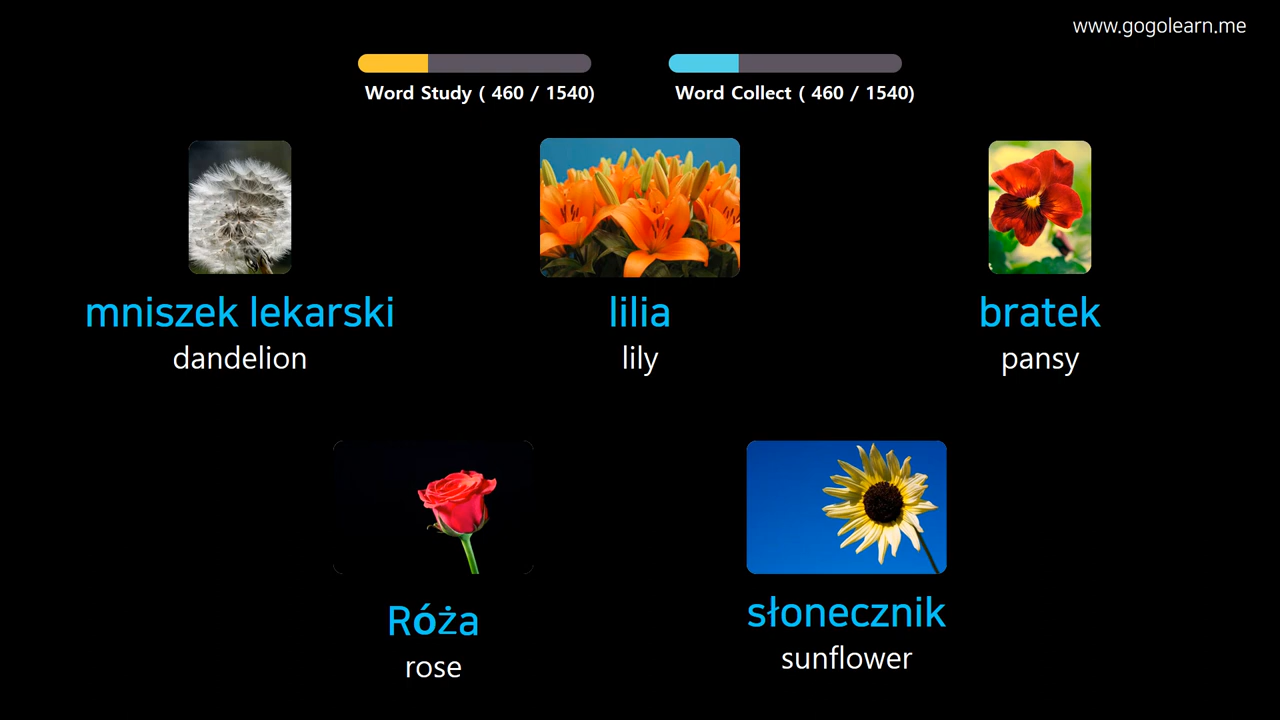 www.gogolearn.me
Word Study ( 460 / 1540)
Word Collect ( 460 / 1540)
mniszek lekarski
dandelion
lilia
lily
bratek
pansy
Róża
rose
słonecznik
sunflower